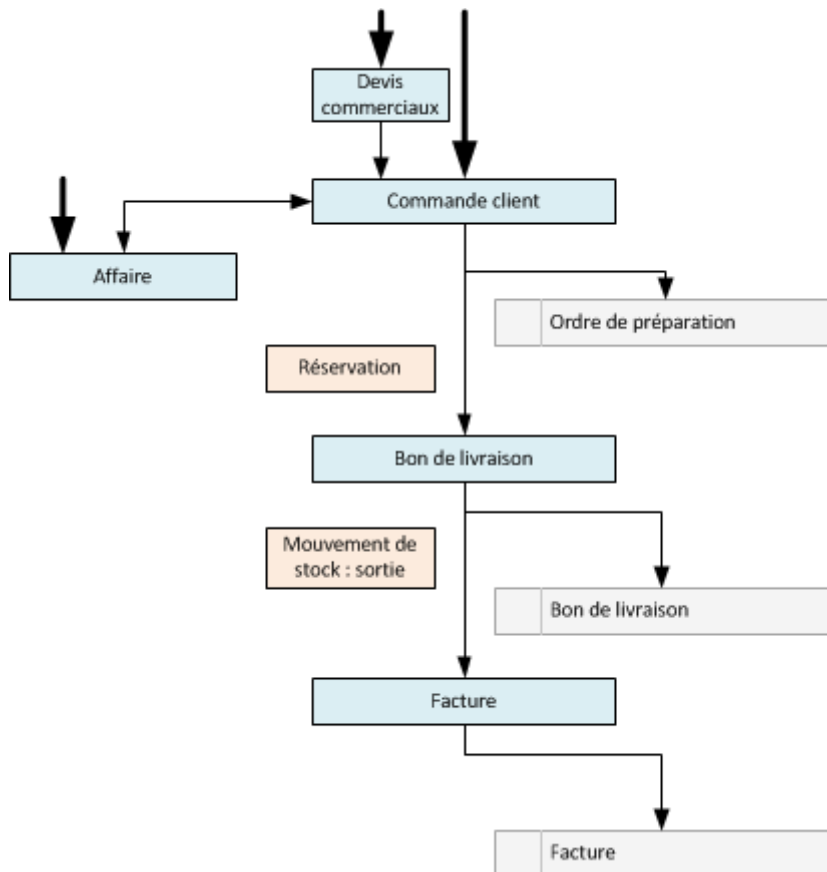 Devis
commerciaux
Commande client
Affaire
Ordre de préparation
Réservation
Bon de livraison
Mouvement de
stock : sortie
Bon de livraison
Facture
Facture